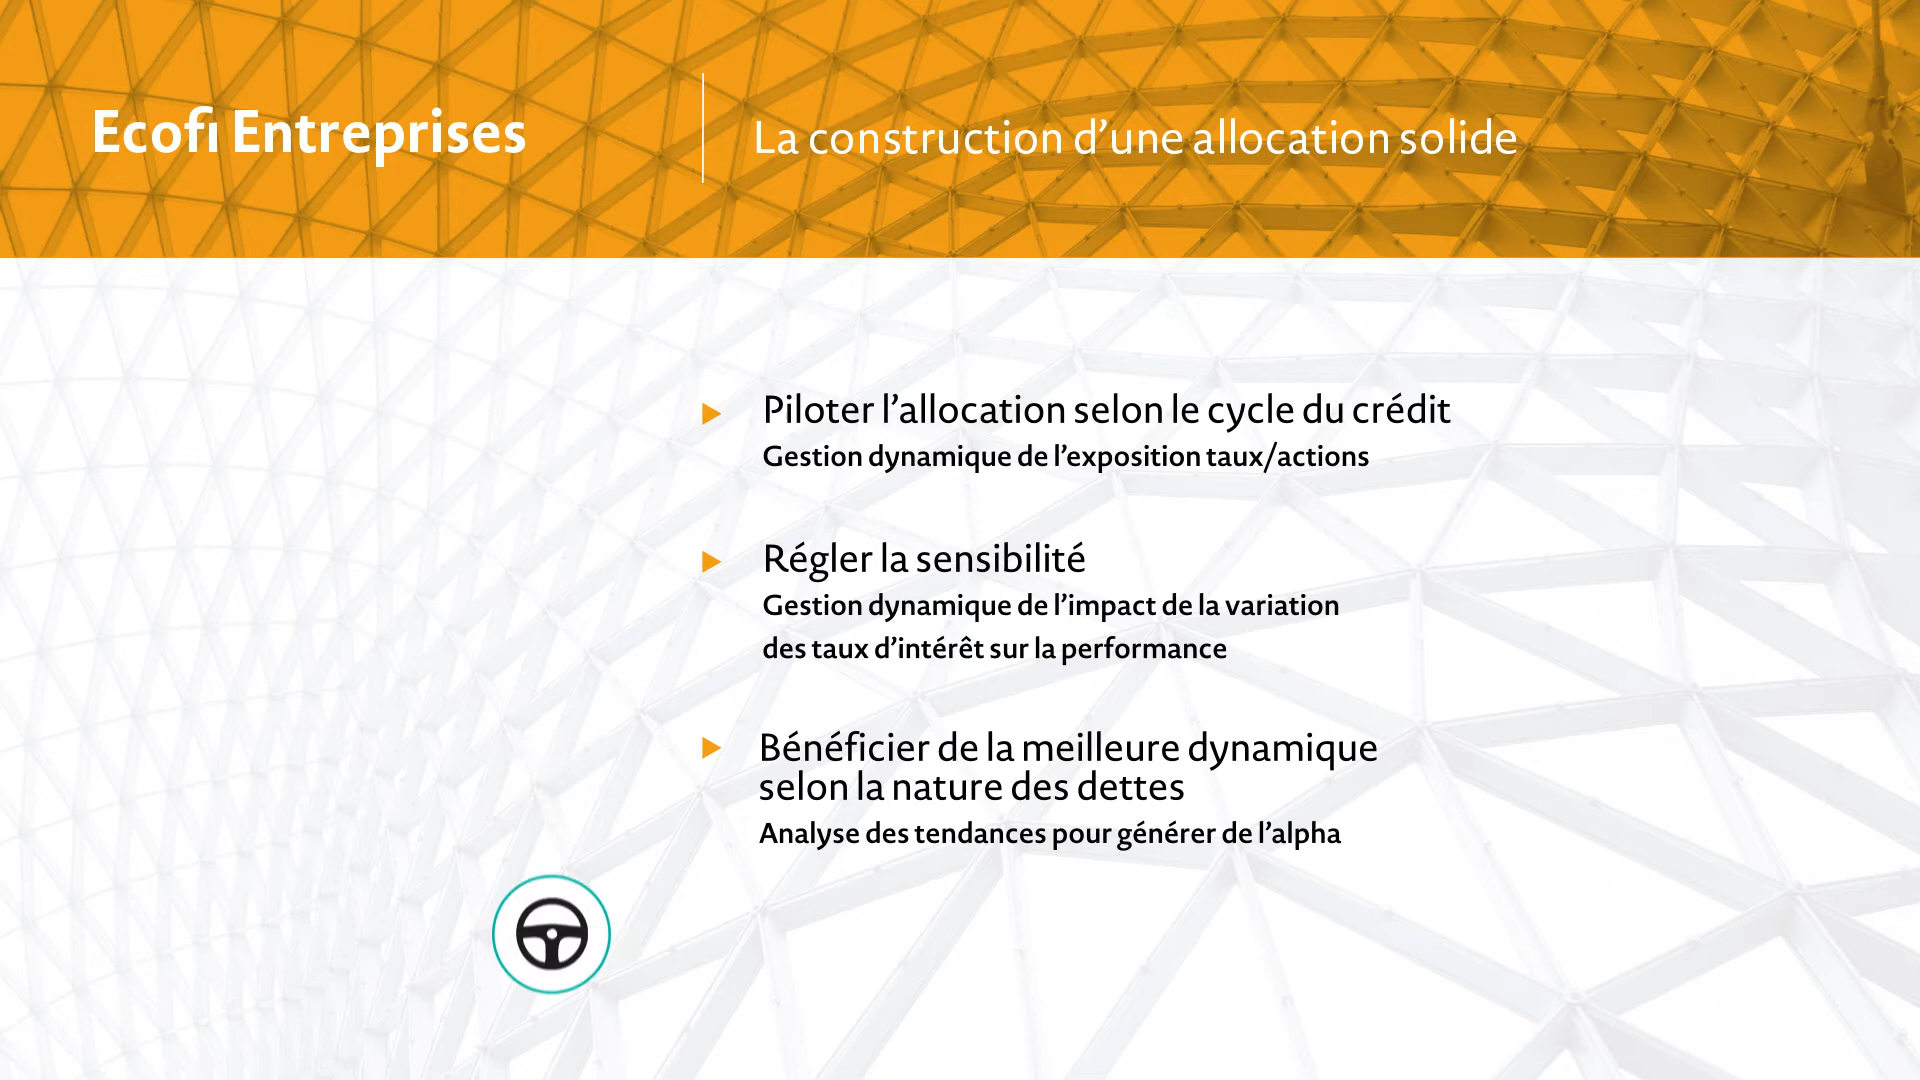 Ecofi Entreprises
La construction d’une allocation solide
Piloter l’allocation selon le cycle du crédit
Gestion dynamique de l’exposition taux/actions
Régler la sensibilité
Gestion dynamique de l’impact de la variation
des taux d’intérêt sur la performance
Bénéficier de la meilleure dynamique
selon la nature des dettes
Analyse des tendances pour générer de l’alpha